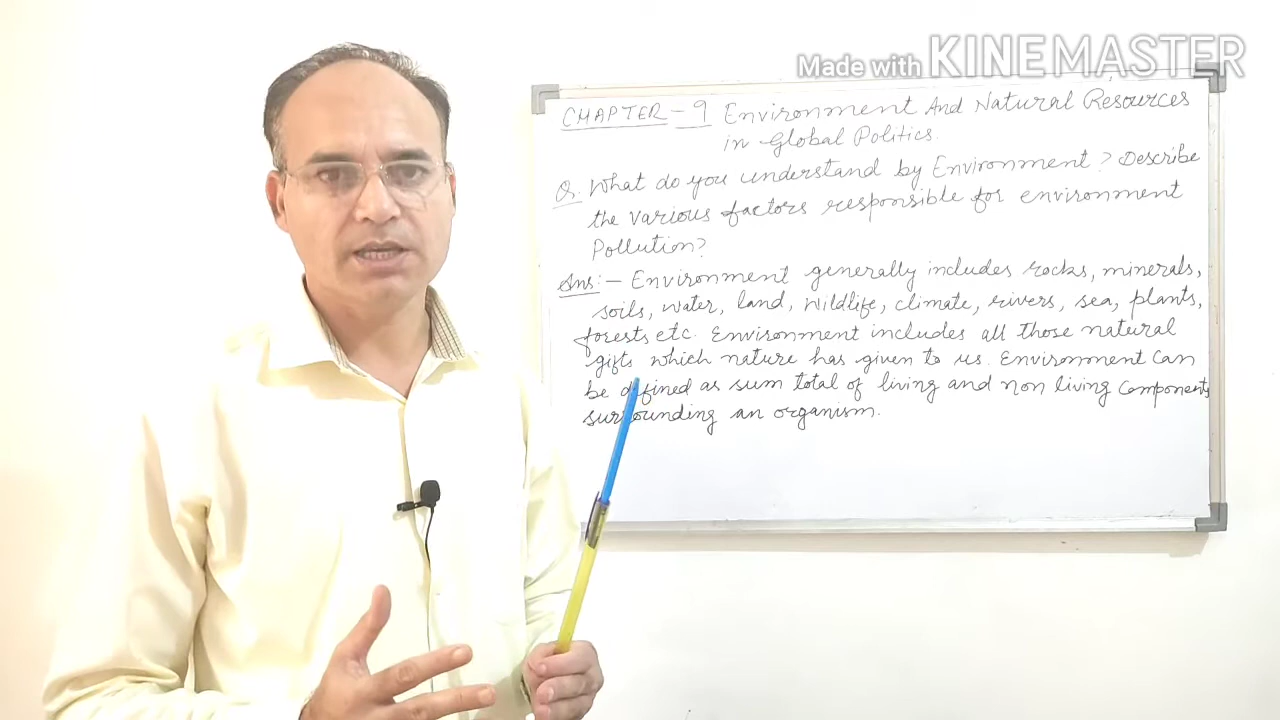 Made with KINEMASTER
CHAPTER - 9 Environment And Natural Resources
in Global Politics.
Q. What do you understand by Environment? Describe
the various factors responsible for environment
Pollution?
Ans:- Environment generally includes rocks, minerals,
soils, water, land, wildlife, climate, rivers, sea, plants,
forests etc. Environment includes all those natural
gifts which nature has given to us. Environment can
be defined as sum total of living and non living components
surrounding an organism.